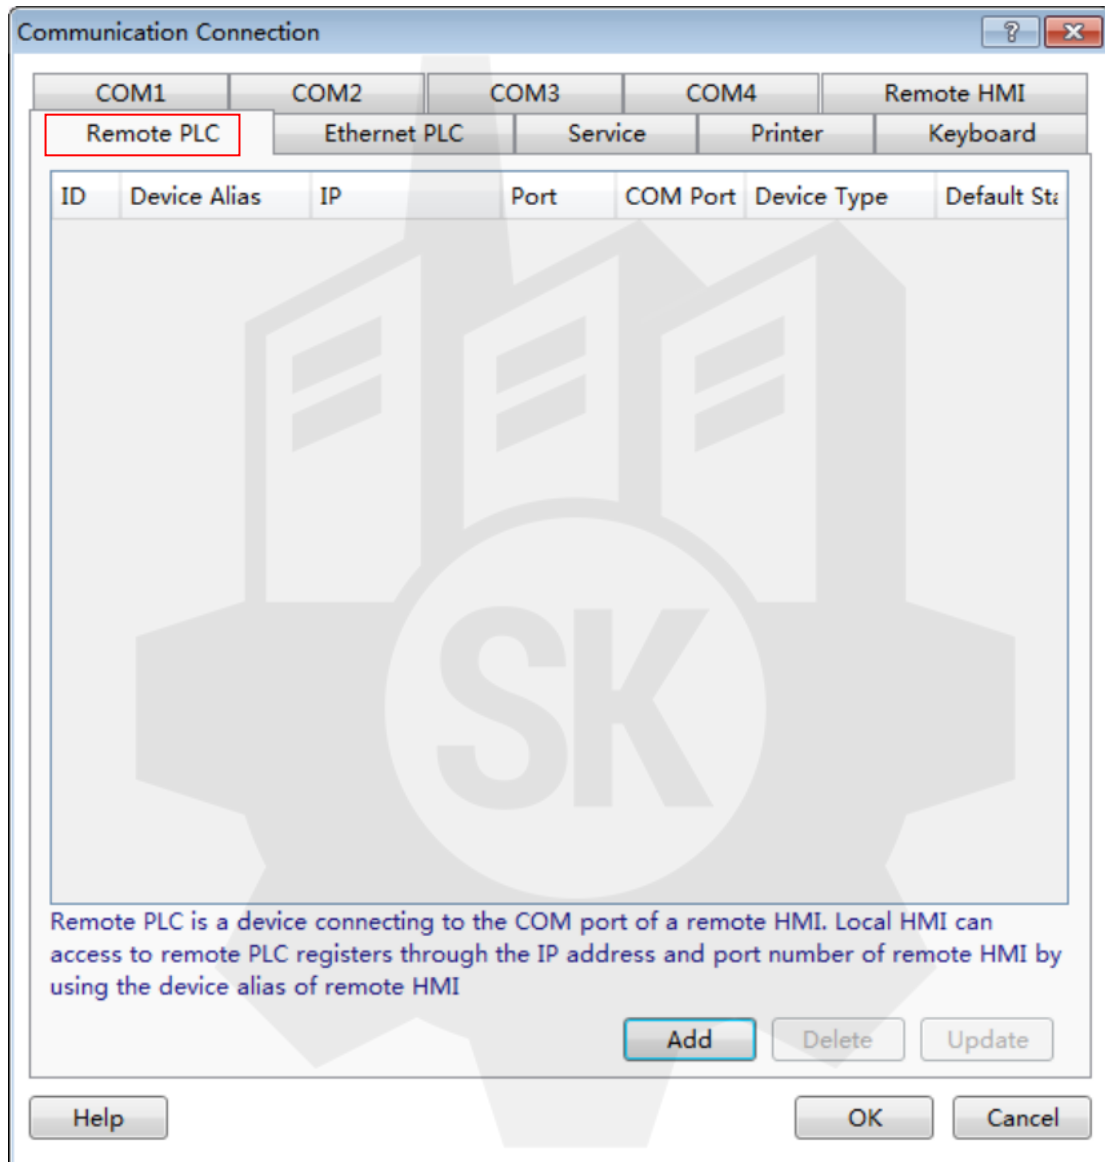 Communication Connection
COM1 COM2 COM3 COM4 Remote HMI
Remote PLC Ethernet PLC Service Printer Keyboard
ID Device Alias IP Port COM Port Device Type Default Sta
SK
Remote PLC is a device connecting to the COM port of a remote HMI. Local HMI can
access to remote PLC registers through the IP address and port number of remote HMI by
using the device alias of remote HMI
Add Delete Update
Help OK Cancel